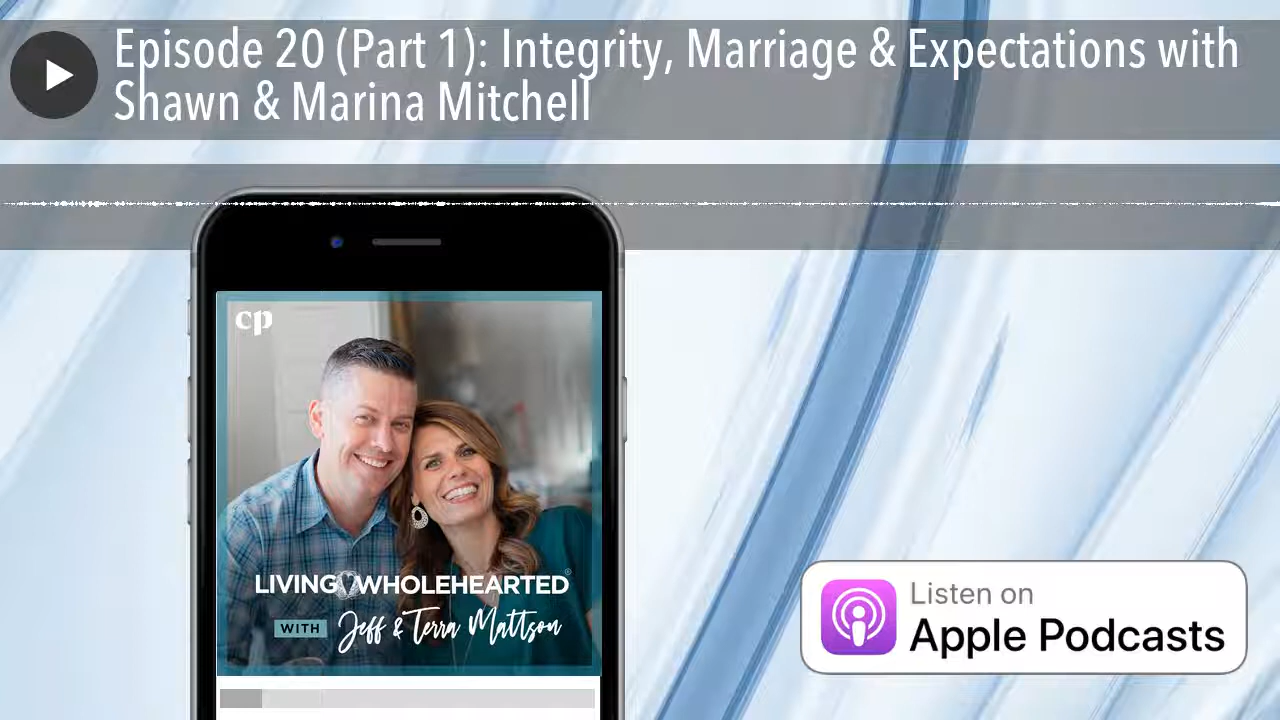 Episode 20 (Part 1): Integrity, Marriage & Expectations with
Shawn & Marina Mitchell
cp
LIVING WHOLEHEARTED®
WITH Jeff & Terra Mattson
Listen on
Apple Podcasts